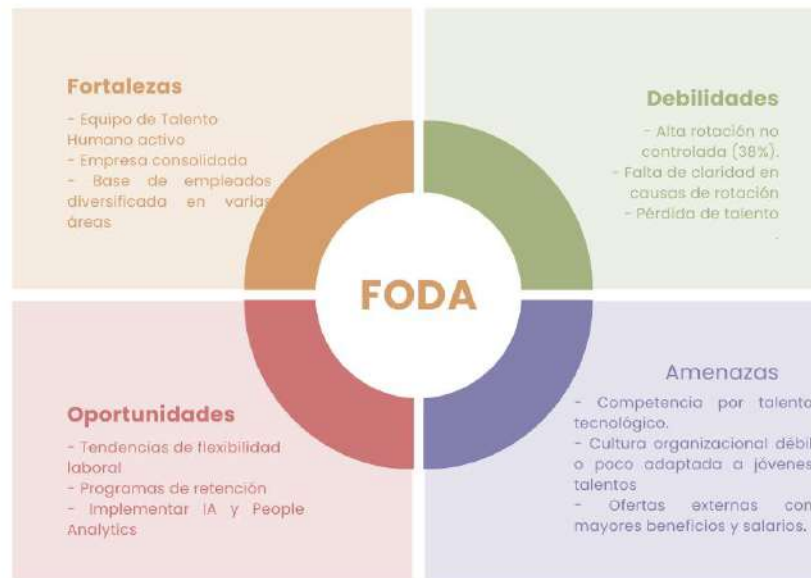 Fortalezas
- Equipo de Talento
Humano activo
- Empresa consolidada
- Base de empleados
diversificada en varias
áreas
Debilidades
- Alta rotación no
controlada (38%).
- Falta de claridad en
causas de rotación
- Pérdida de talento
.
FODA
Oportunidades
- Tendencias de flexibilidad
laboral
- Programas de retención
- Implementar IA y People
Analytics
Amenazas
- Competencia por talento
tecnológico.
- Cultura organizacional débil
o poco adaptada a jóvenes
talentos
- Ofertas externas con
mayores beneficios y salarios.